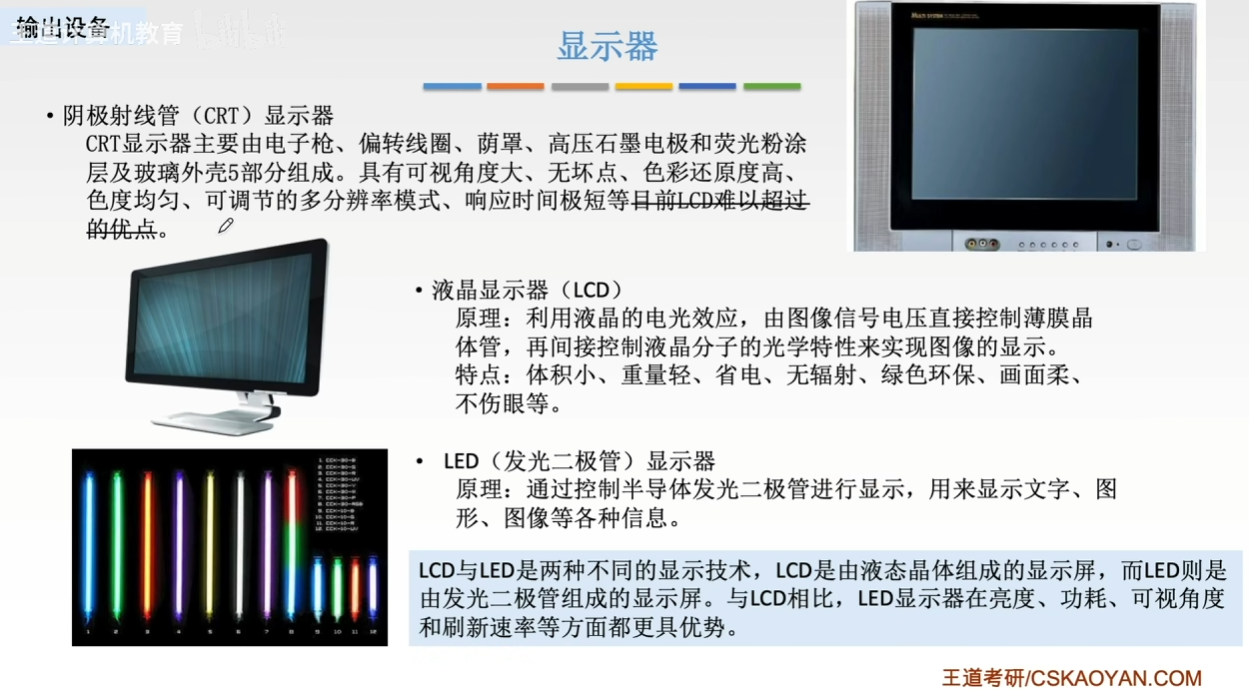 输出设备
王道计算机教育
显示器
• 阴极射线管（CRT）显示器
CRT显示器主要由电子枪、偏转线圈、荫罩、高压石墨电极和荧光粉涂
层及玻璃外壳5部分组成。具有可视角度大、无坏点、色彩还原度高、
色度均匀、可调节的多分辨率模式、响应时间极短等目前LCD难以超过
的优点。
• 液晶显示器（LCD）
原理：利用液晶的电光效应，由图像信号电压直接控制薄膜晶
体管，再间接控制液晶分子的光学特性来实现图像的显示。
特点：体积小、重量轻、省电、无辐射、绿色环保、画面柔、
不伤眼等。
• LED（发光二极管）显示器
原理：通过控制半导体发光二极管进行显示，用来显示文字、图
形、图像等各种信息。
1 2 3 4 5 6 7 8 9 10 11 12
LCD与LED是两种不同的显示技术，LCD是由液态晶体组成的显示屏，而LED则是
由发光二极管组成的显示屏。与LCD相比，LED显示器在亮度、功耗、可视角度
和刷新速率等方面都更具优势。
王道考研/CSKAOYAN.COM